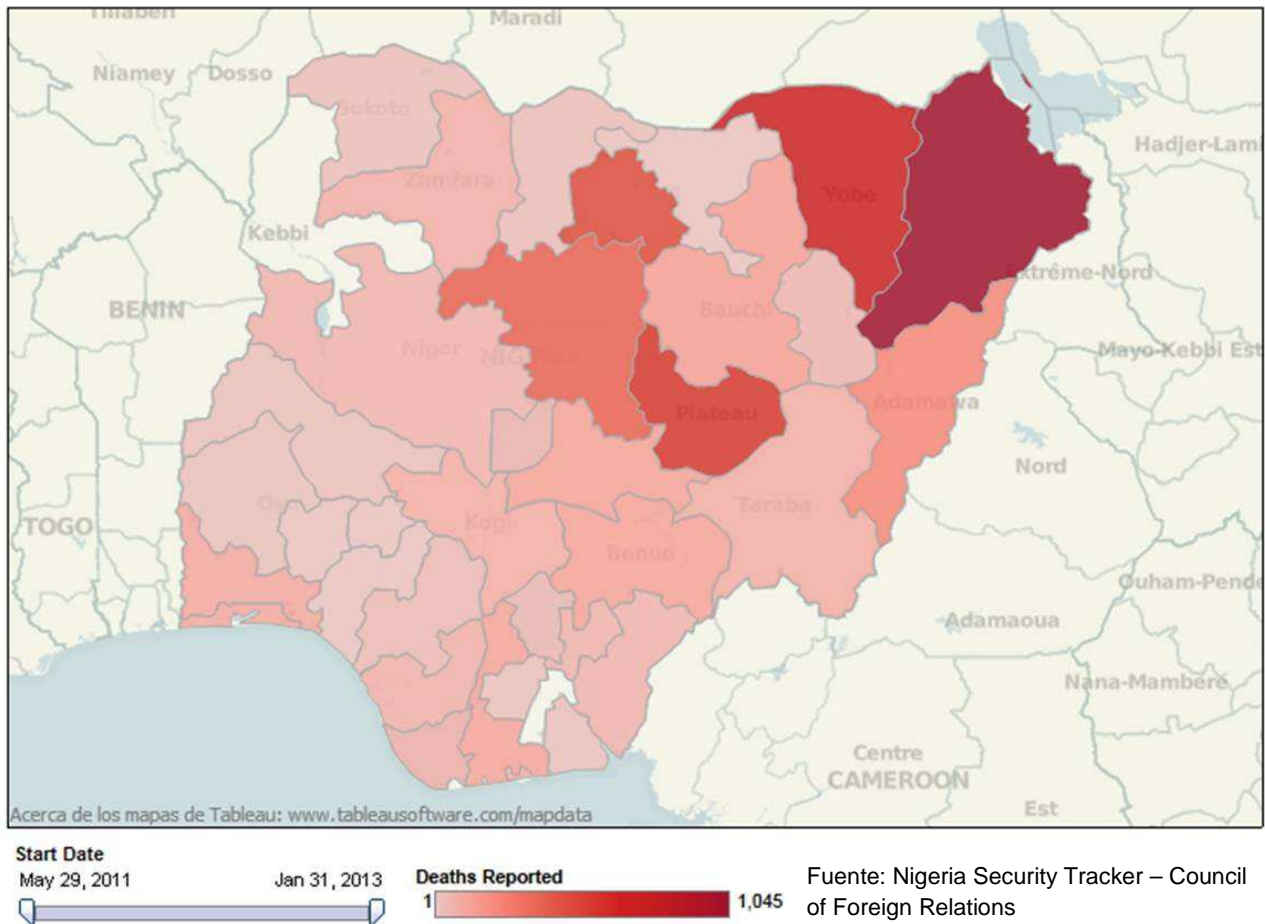 Tillaberi
Maradi
Niamey
Dosso
Sokoto
Hadjer-Lami
Zamfara
Yobe
Kebbi
Extrême-Nord
BENIN
Bauchi
Niger
Mayo-Kebbi Est
Adamawa
Plateau
Nord
Taraba
TOGO
Kogi
Benue
Ouham-Pende
Adamaoua
Nana-Mambéré
Centre
CAMEROON
Est
Acerca de los mapas de Tableau: www.tableausoftware.com/mapdata
Start Date
May 29, 2011
Jan 31, 2013
Deaths Reported
1
1,045
Fuente: Nigeria Security Tracker – Council
of Foreign Relations